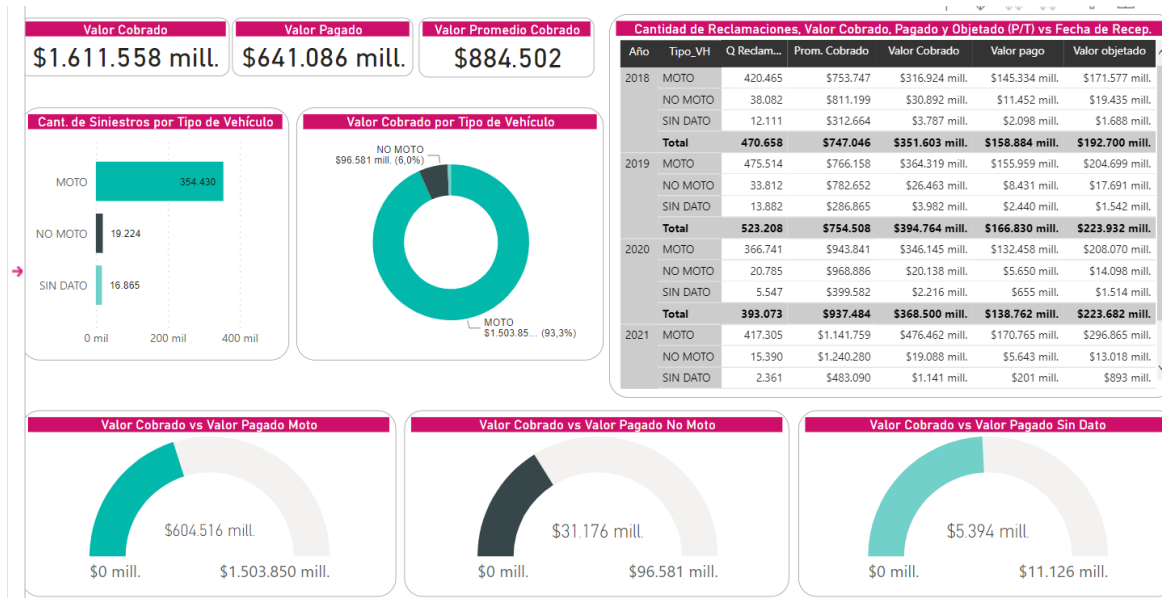 Valor Cobrado
$1.611.558 mill.
Valor Pagado
$641.086 mill.
Valor Promedio Cobrado
$884.502
Cantidad de Reclamaciones, Valor Cobrado, Pagado y Objetado (P/T) vs Fecha de Recep.
Año Tipo_VH Q Reclam... Prom. Cobrado Valor Cobrado Valor pago Valor objetado
2018 MOTO 420.465 $753.747 $316.924 mill. $145.334 mill. $171.577 mill.
NO MOTO 38.082 $811.199 $30.892 mill. $11.452 mill. $19.435 mill.
SIN DATO 12.111 $312.664 $3.787 mill. $2.098 mill. $1.688 mill.
Total 470.658 $747.046 $351.603 mill. $158.884 mill. $192.700 mill.
2019 MOTO 475.514 $766.158 $364.319 mill. $155.959 mill. $204.699 mill.
NO MOTO 33.812 $782.652 $26.463 mill. $8.431 mill. $17.691 mill.
SIN DATO 13.882 $286.865 $3.982 mill. $2.440 mill. $1.542 mill.
Total 523.208 $754.508 $394.764 mill. $166.830 mill. $223.932 mill.
2020 MOTO 366.741 $943.841 $346.145 mill. $132.458 mill. $208.070 mill.
NO MOTO 20.785 $968.886 $20.138 mill. $5.650 mill. $14.098 mill.
SIN DATO 5.547 $399.582 $2.216 mill. $655 mill. $1.514 mill.
Total 393.073 $937.484 $368.500 mill. $138.762 mill. $223.682 mill.
2021 MOTO 417.305 $1.141.759 $476.462 mill. $170.765 mill. $296.865 mill.
NO MOTO 15.390 $1.240.280 $19.088 mill. $5.643 mill. $13.018 mill.
SIN DATO 2.361 $483.090 $1.141 mill. $201 mill. $893 mill.
Cant. de Siniestros por Tipo de Vehículo
MOTO 354.430
NO MOTO 19.224
SIN DATO 16.865
0 mil 200 mil 400 mil
Valor Cobrado por Tipo de Vehículo
NO MOTO
$96.581 mill. (6,0%)
MOTO
$1.503.85... (93,3%)
Valor Cobrado vs Valor Pagado Moto
$604.516 mill.
$0 mill. $1.503.850 mill.
Valor Cobrado vs Valor Pagado No Moto
$31.176 mill.
$0 mill. $96.581 mill.
Valor Cobrado vs Valor Pagado Sin Dato
$5.394 mill.
$0 mill. $11.126 mill.